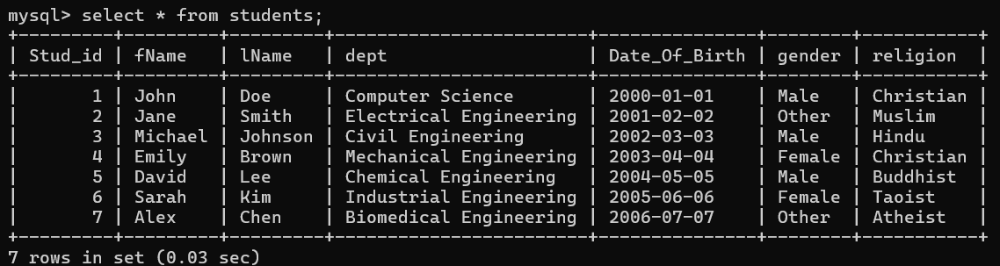 mysql> select * from students;
+---------+---------+---------+------------------------+---------------+--------+-----------+
| Stud_id | fName   | lName   | dept                   | Date_Of_Birth | gender | religion  |
+---------+---------+---------+------------------------+---------------+--------+-----------+
|       1 | John    | Doe     | Computer Science       | 2000-01-01    | Male   | Christian |
|       2 | Jane    | Smith   | Electrical Engineering | 2001-02-02    | Other  | Muslim    |
|       3 | Michael | Johnson | Civil Engineering      | 2002-03-03    | Male   | Hindu     |
|       4 | Emily   | Brown   | Mechanical Engineering | 2003-04-04    | Female | Christian |
|       5 | David   | Lee     | Chemical Engineering   | 2004-05-05    | Male   | Buddhist  |
|       6 | Sarah   | Kim     | Industrial Engineering | 2005-06-06    | Female | Taoist    |
|       7 | Alex    | Chen    | Biomedical Engineering | 2006-07-07    | Other  | Atheist   |
+---------+---------+---------+------------------------+---------------+--------+-----------+
7 rows in set (0.03 sec)